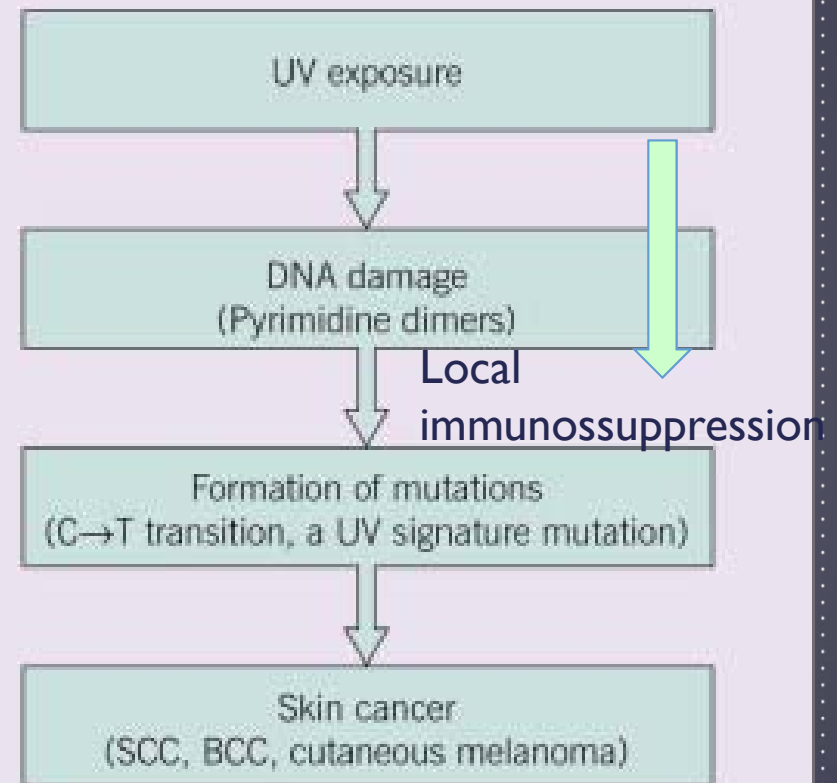 UV exposure
DNA damage
(Pyrimidine dimers)
Local
immunossuppression
Formation of mutations
(C→T transition, a UV signature mutation)
Skin cancer
(SCC, BCC, cutaneous melanoma)